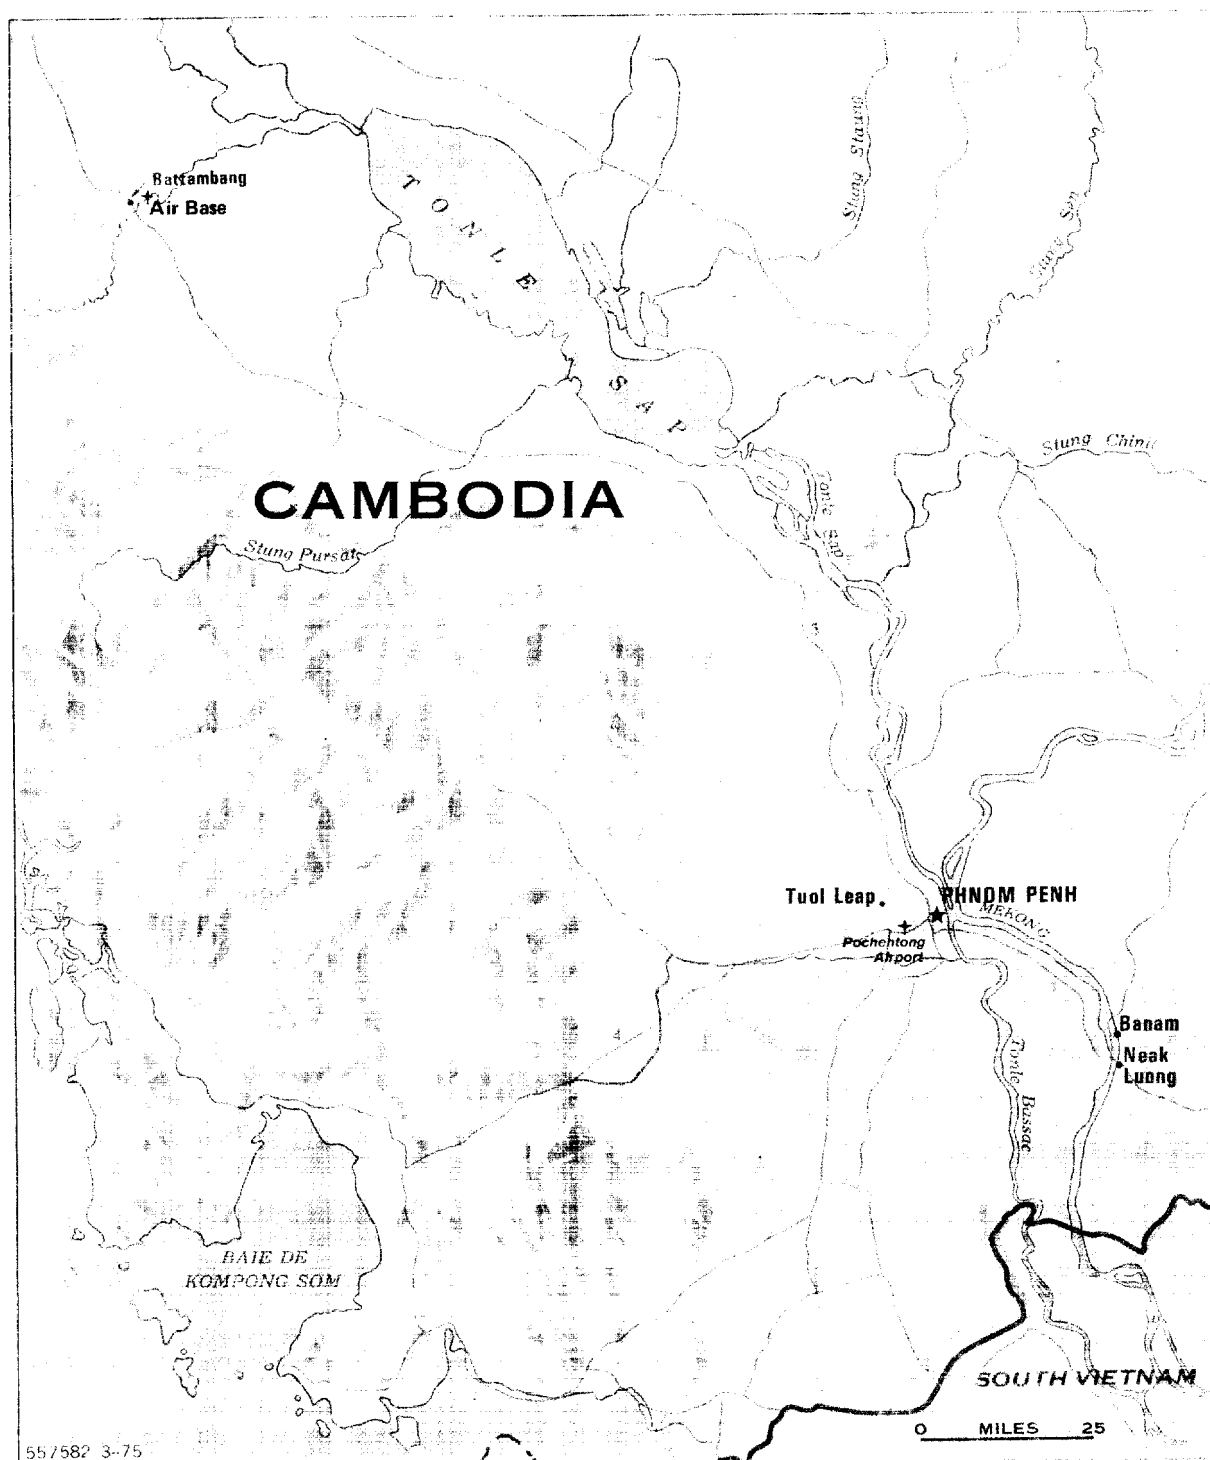 Stung Staung
Stung Sen
Battambang
Air Base
TONLE
SAP
Stung Chinit
CAMBODIA
Tonle Sap
Stung Pursat
Tuol Leap
PHNOM PENH
MEKONG
Pochentong
Airport
Banam
4
Neak
Luong
Tonle Bassac
BAIE DE
KOMPONG SOM
SOUTH VIETNAM
0 MILES 25
557582 3-75